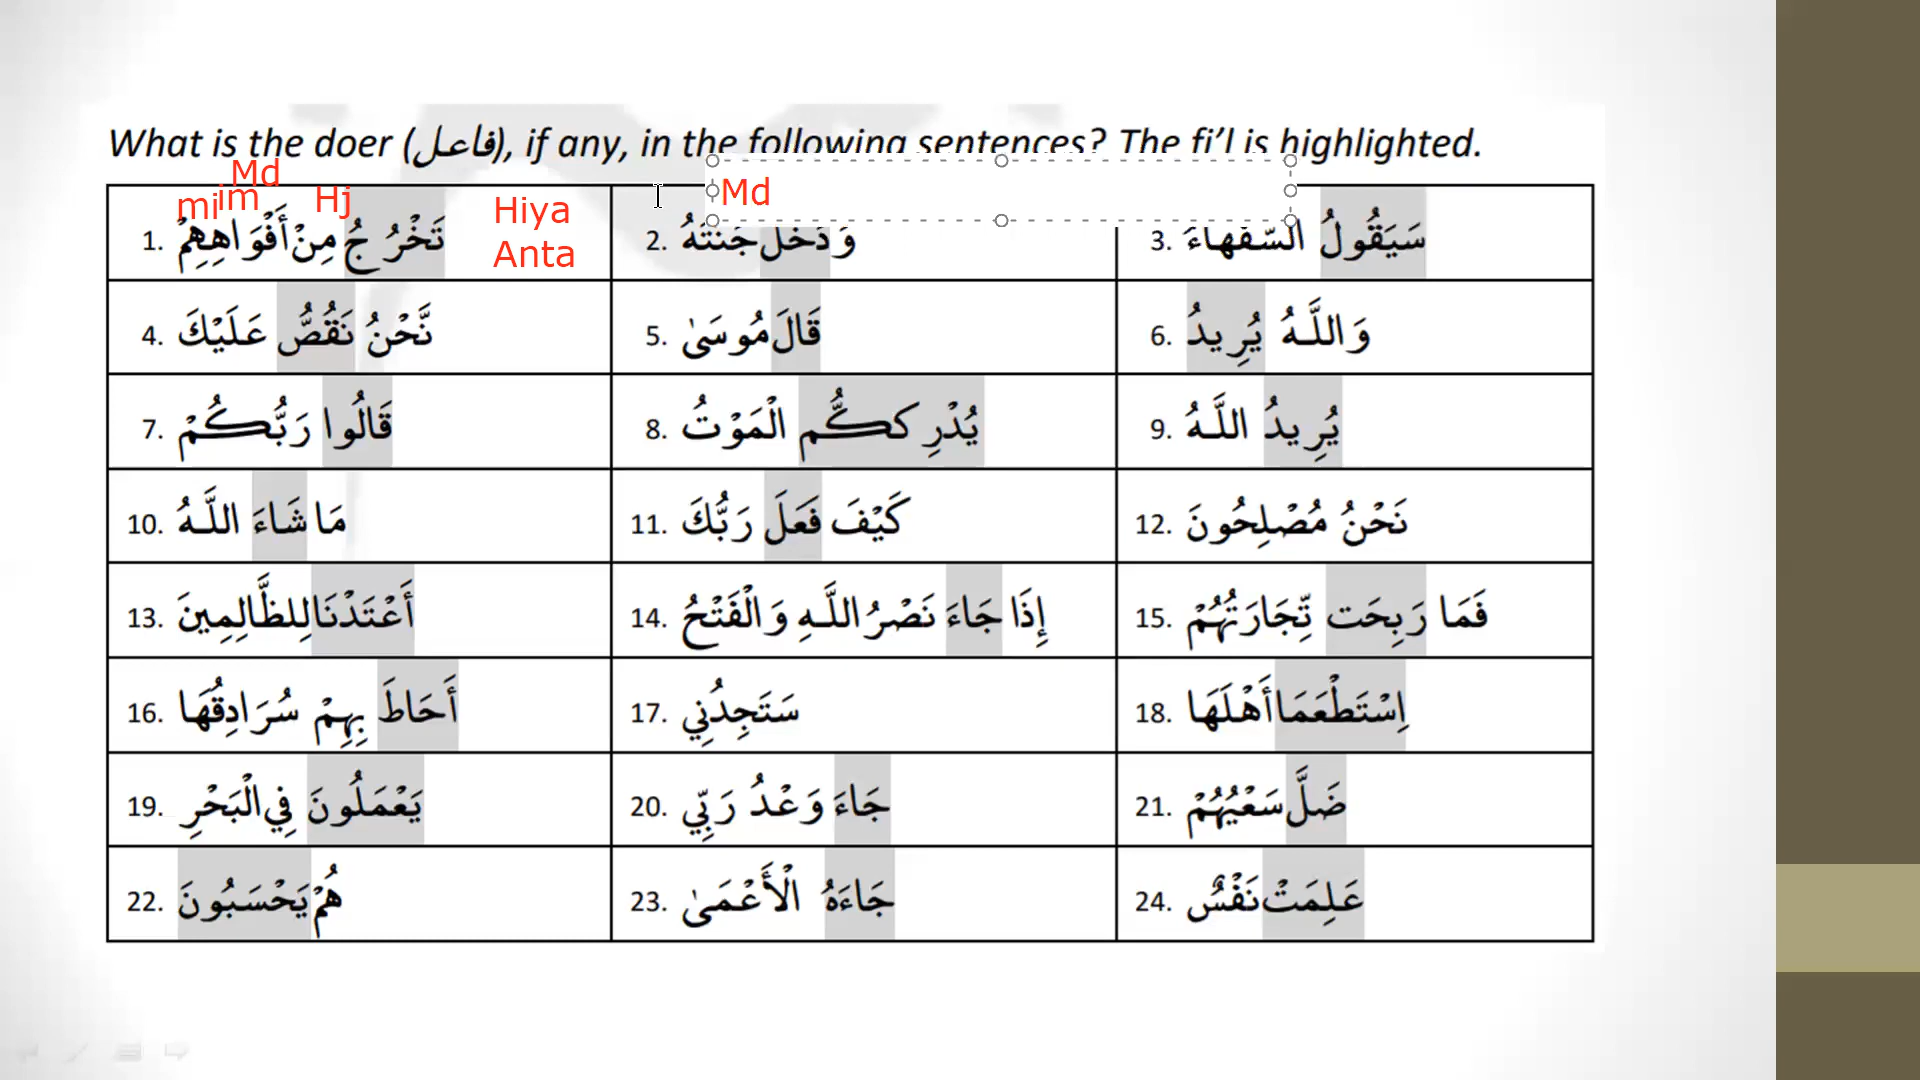 What is the doer (فاعل), if any, in the following sentences? The fi'l is highlighted.
Md
mi im Hj
Hiya
Anta
Md
1. تَخْرُجُ مِنْ أَفْوَاهِهِمْ
2. وَدَخَلَ جَنَّتَهُ
3. سَيَقُولُ السُّفَهَاءُ
4. نَّحْنُ نَقُصُّ عَلَيْكَ
5. قَالَ مُوسَىٰ
6. وَاللَّـهُ يُرِيدُ
7. قَالُوا رَبُّكُمْ
8. يُدْرِككُّم الْمَوْتُ
9. يُرِيدُ اللَّـهُ
10. مَا شَاءَ اللَّـهُ
11. كَيْفَ فَعَلَ رَبُّكَ
12. نَحْنُ مُصْلِحُونَ
13. أَعْتَدْنَا لِلظَّالِمِينَ
14. إِذَا جَاءَ نَصْرُ اللَّـهِ وَالْفَتْحُ
15. فَمَا رَبِحَت تِّجَارَتُهُمْ
16. أَحَاطَ بِهِمْ سُرَادِقُهَا
17. سَتَجِدُنِي
18. اِسْتَطْعَمَا أَهْلَهَا
19. يَعْمَلُونَ فِي الْبَحْرِ
20. جَاءَ وَعْدُ رَبِّي
21. ضَلَّ سَعْيُهُمْ
22. هُمْ يَحْسَبُونَ
23. جَاءَهُ الْأَعْمَىٰ
24. عَلِمَتْ نَفْسٌ